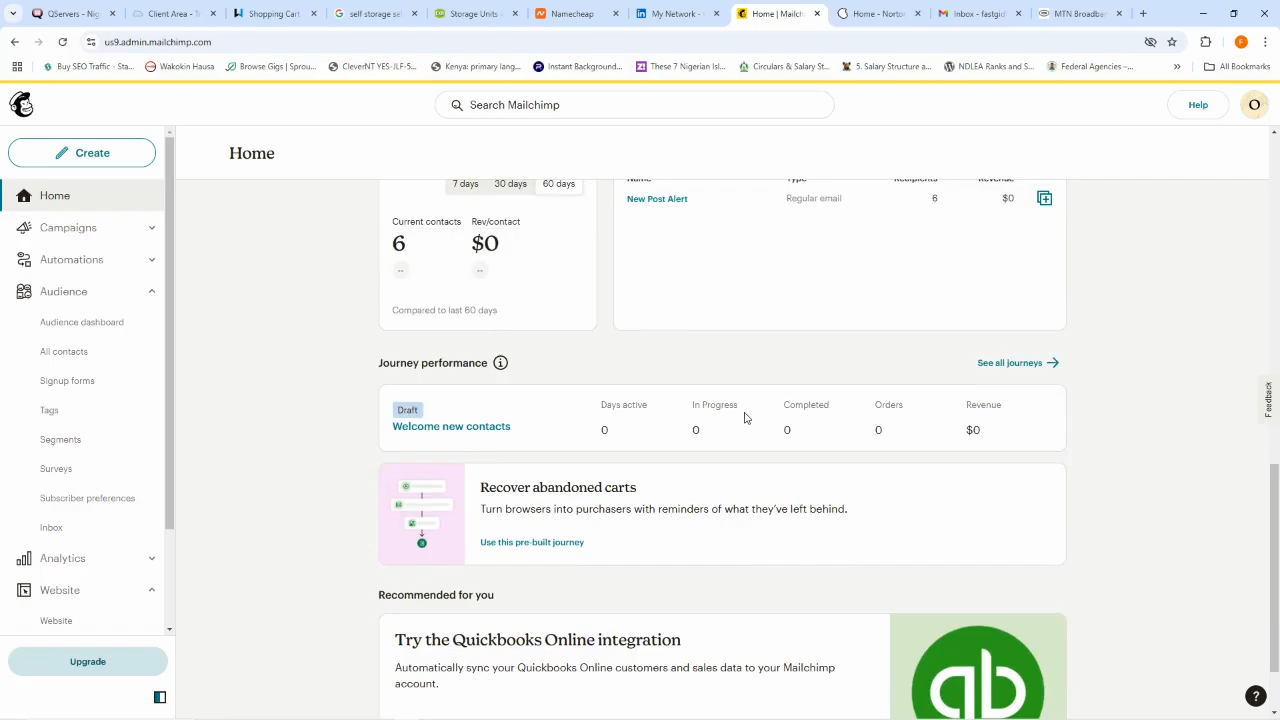 QServers - Nig
Client Area - T
Shopping Cart
self storage sel
Storage Units |
Namecheap
My Network -
Home | Mailch
Home - Nortor
Inbox - fastgid
MTN Broadbar
us9.admin.mailchimp.com
Buy SEO Traffic - Sta...
Wakokin Hausa
Browse Gigs | Sprou...
CleverNT YES-JLF-5...
Kenya: primary lang...
Instant Background...
These 7 Nigerian Isl...
Circulars & Salary St...
5. Salary Structure a...
NDLEA Ranks and S...
Federal Agencies –...
All Bookmarks
Search Mailchimp
Help
O
Create
Home
Home
Campaigns
Automations
Audience
Audience dashboard
All contacts
Signup forms
Tags
Segments
Surveys
Subscriber preferences
Inbox
Analytics
Website
Website
Upgrade
7 days 30 days 60 days
Current contacts Rev/contact
6 $0
-- --
Compared to last 60 days
Name Type Recipients Revenue
New Post Alert Regular email 6 $0
Journey performance
See all journeys
Draft
Welcome new contacts
Days active In Progress Completed Orders Revenue
0 0 0 0 $0
Recover abandoned carts
Turn browsers into purchasers with reminders of what they've left behind.
Use this pre-built journey
Recommended for you
Try the Quickbooks Online integration
Automatically sync your Quickbooks Online customers and sales data to your Mailchimp
account.
qb
Feedback
?